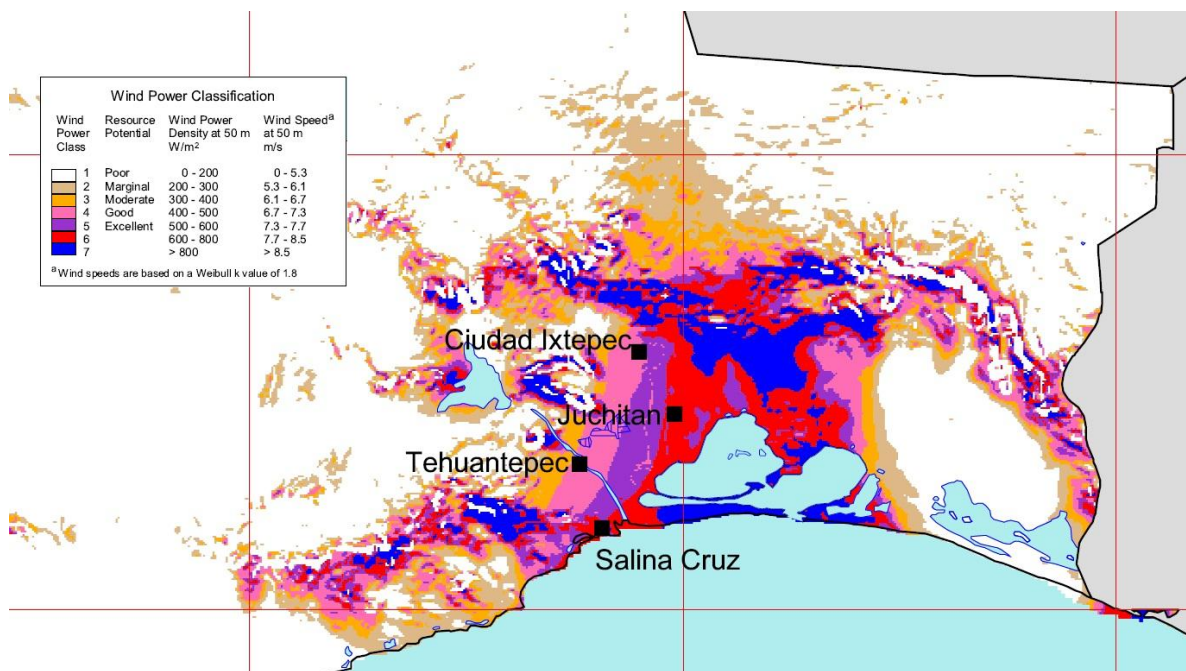 Wind Power Classification
Wind Power Class Resource Potential Wind Power Density at 50 m W/m² Wind Speedᵃ at 50 m m/s
1 Poor 0 - 200 0 - 5.3
2 Marginal 200 - 300 5.3 - 6.1
3 Moderate 300 - 400 6.1 - 6.7
4 Good 400 - 500 6.7 - 7.3
5 Excellent 500 - 600 7.3 - 7.7
6 600 - 800 7.7 - 8.5
7 > 800 > 8.5
ᵃ Wind speeds are based on a Weibull k value of 1.8
Ciudad Ixtepec
Juchitan
Tehuantepec
Salina Cruz